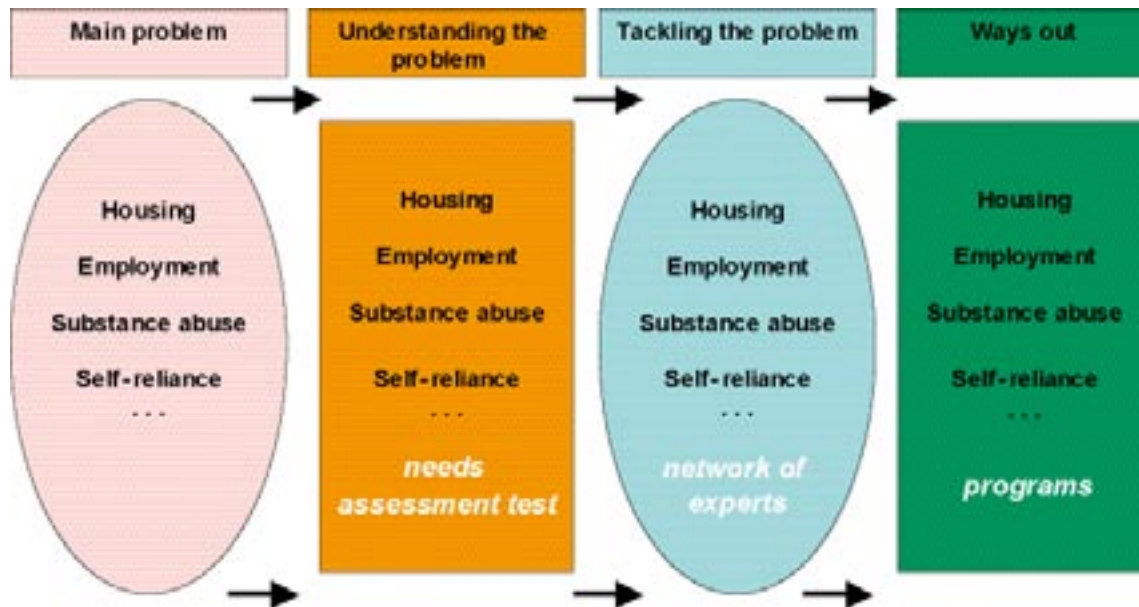 Main problem
Understanding the
problem
Tackling the problem
Ways out
Housing
Employment
Substance abuse
Self-reliance
. . .
Housing
Employment
Substance abuse
Self-reliance
. . .
needs
assessment test
Housing
Employment
Substance abuse
Self-reliance
. . .
network of
experts
Housing
Employment
Substance abuse
Self-reliance
. . .
programs